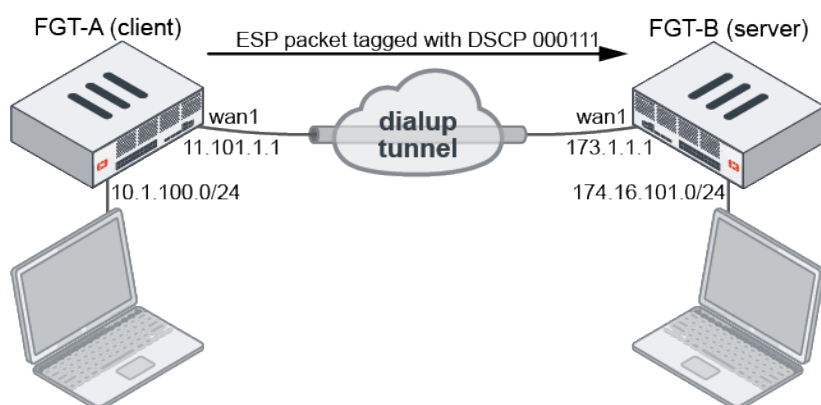 FGT-A (client)
ESP packet tagged with DSCP 000111
FGT-B (server)
wan1
11.101.1.1
dialup
tunnel
wan1
173.1.1.1
10.1.100.0/24
174.16.101.0/24